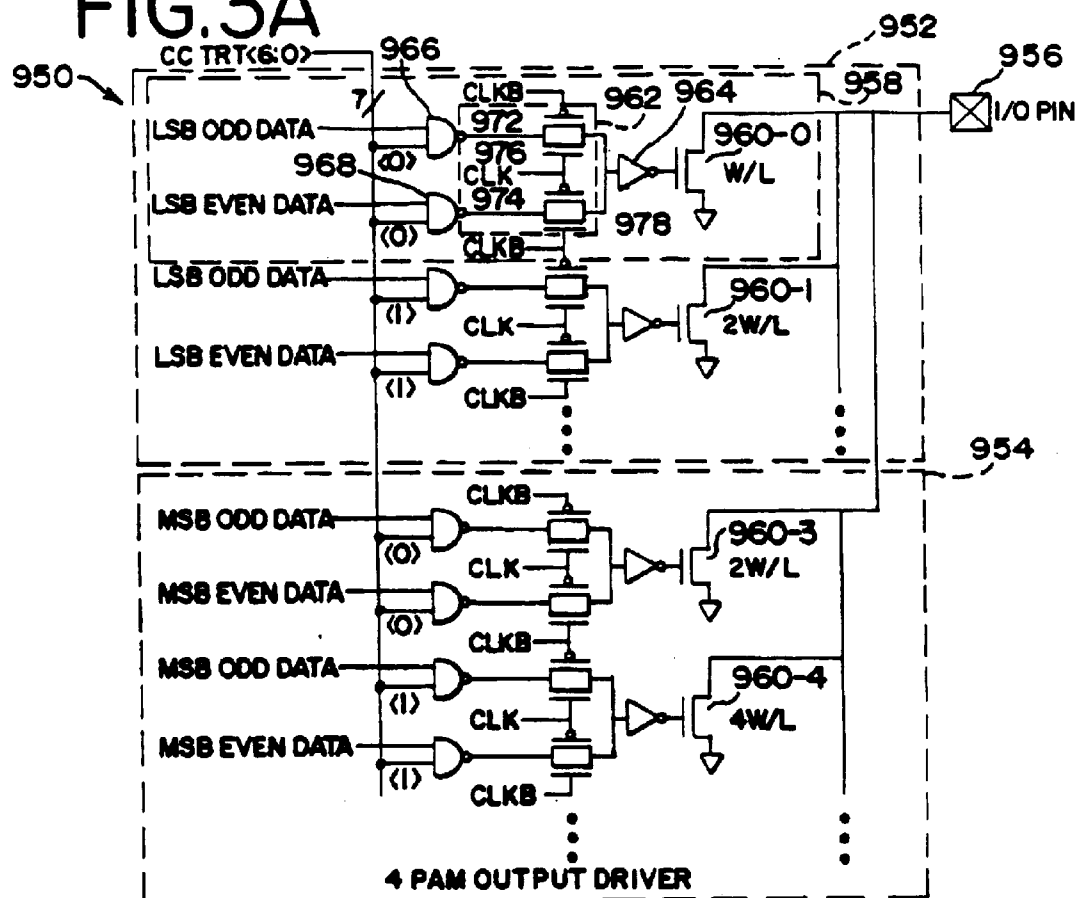 FIG.3A
CC TRT<6:0>
966
952
956
950
958
7
CLKB
962
964
I/O PIN
LSB ODD DATA
972
960-0
<0>
976
W/L
968
CLK
LSB EVEN DATA
974
<0>
978
CLKB
LSB ODD DATA
960-1
<1>
2W/L
CLK
LSB EVEN DATA
<1>
CLKB
954
CLKB
MSB ODD DATA
960-3
<0>
2W/L
CLK
MSB EVEN DATA
<0>
CLKB
MSB ODD DATA
960-4
<1>
4W/L
CLK
MSB EVEN DATA
<1>
CLKB
4 PAM OUTPUT DRIVER